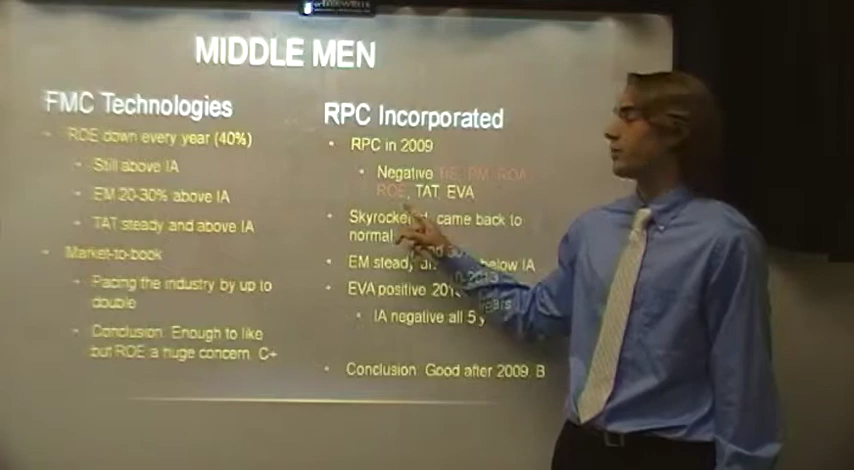 MIDDLE MEN
FMC Technologies
ROE down every year (40%)
Still above IA
EM 20-30% above IA
TAT steady and above IA
Market-to-book
Pacing the industry by up to
double
Conclusion: Enough to like
but ROE a huge concern. C+
RPC Incorporated
RPC in 2009
Negative PM, ROA
ROE, TAT, EVA
came back to
normal
EM steady below IA
EVA positive
IA negative all 5
Conclusion: Good after 2009 B